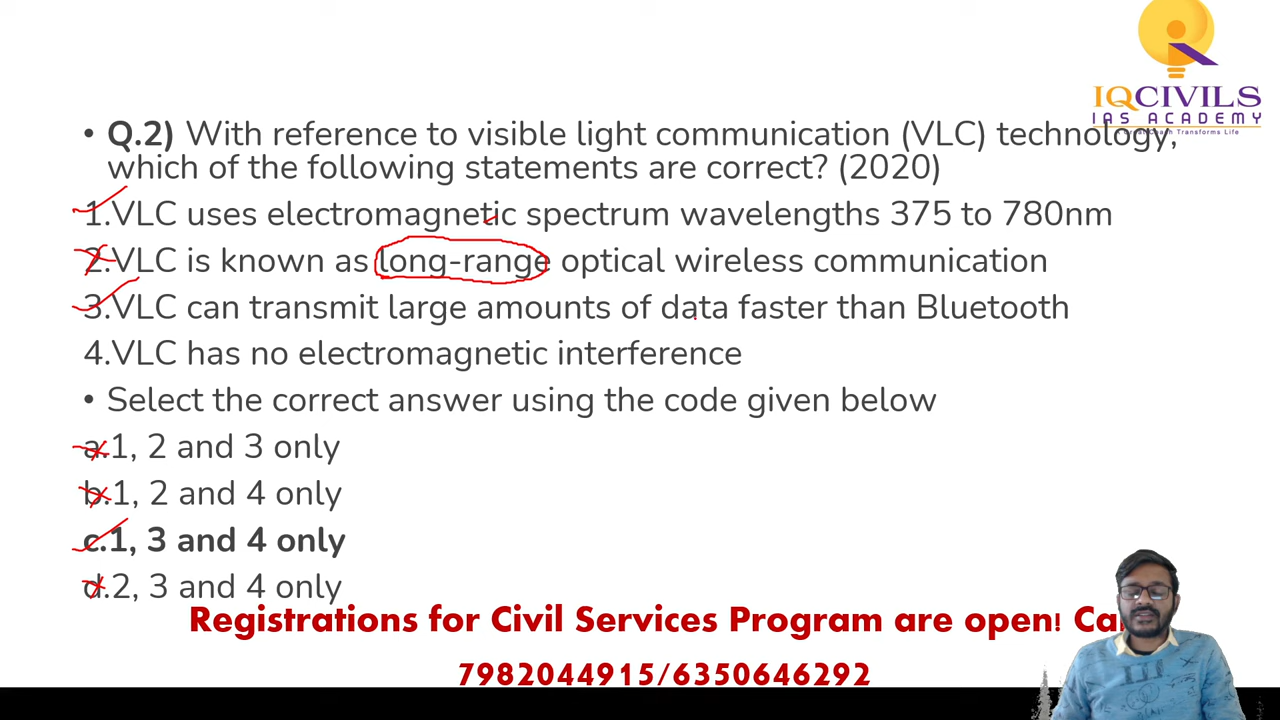 IQCIVILS
IAS ACADEMY
• Q.2) With reference to visible light communication (VLC) technology,
which of the following statements are correct? (2020)
1.VLC uses electromagnetic spectrum wavelengths 375 to 780nm
2.VLC is known as long-range optical wireless communication
3.VLC can transmit large amounts of data faster than Bluetooth
4.VLC has no electromagnetic interference
• Select the correct answer using the code given below
a.1, 2 and 3 only
b.1, 2 and 4 only
c.1, 3 and 4 only
d.2, 3 and 4 only
Registrations for Civil Services Program are open!
7982044915/6350646292